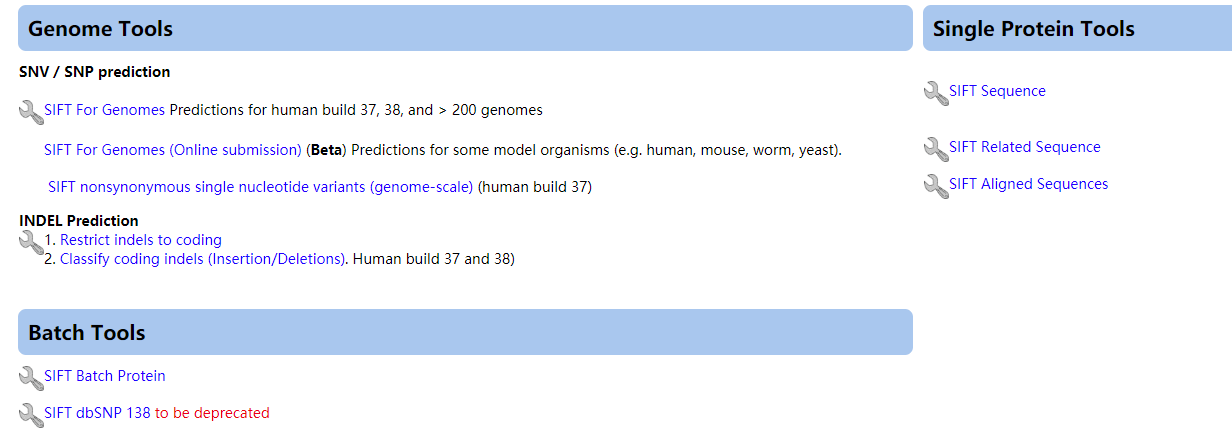 Genome Tools
SNV / SNP prediction
SIFT For Genomes Predictions for human build 37, 38, and > 200 genomes
SIFT For Genomes (Online submission) (Beta) Predictions for some model organisms (e.g. human, mouse, worm, yeast).
SIFT nonsynonymous single nucleotide variants (genome-scale) (human build 37)
INDEL Prediction
1. Restrict indels to coding
2. Classify coding indels (Insertion/Deletions). Human build 37 and 38)
Batch Tools
SIFT Batch Protein
SIFT dbSNP 138 to be deprecated
Single Protein Tools
SIFT Sequence
SIFT Related Sequence
SIFT Aligned Sequences